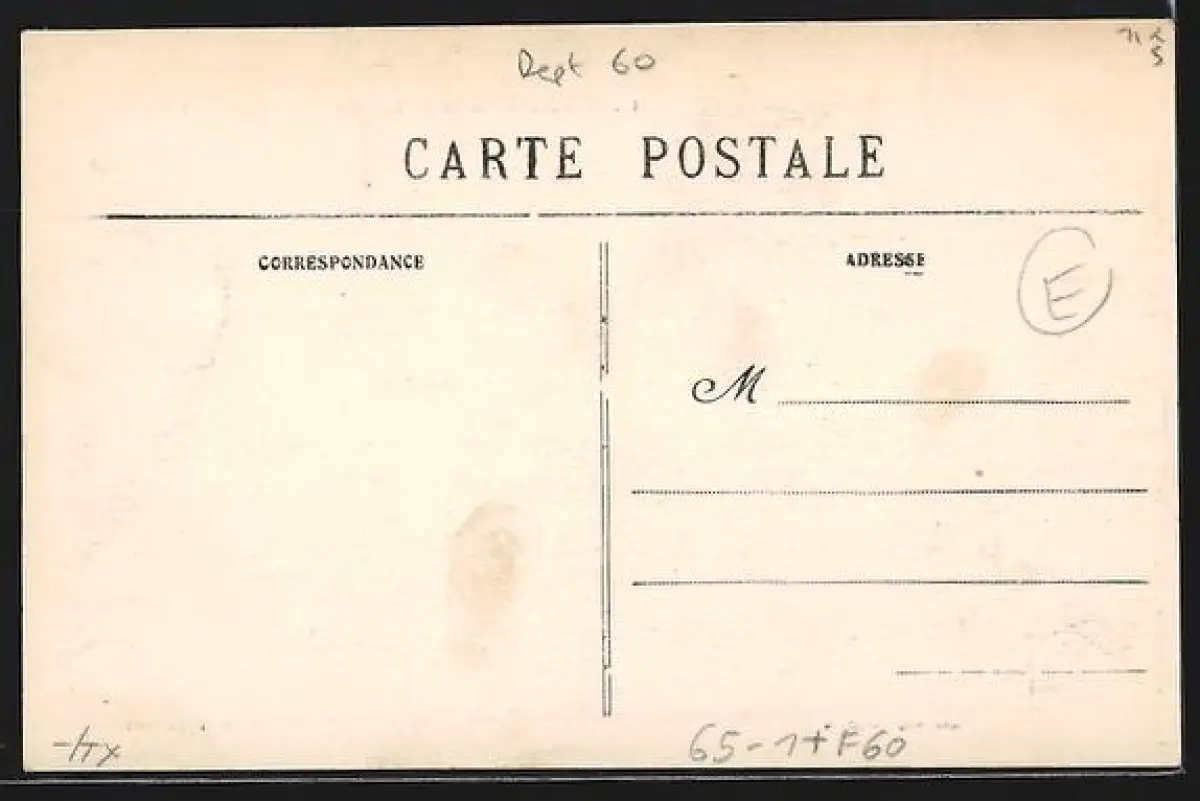 Dept 60
CARTE POSTALE
CORRESPONDANCE
ADRESSE
E
M
65-1+F60